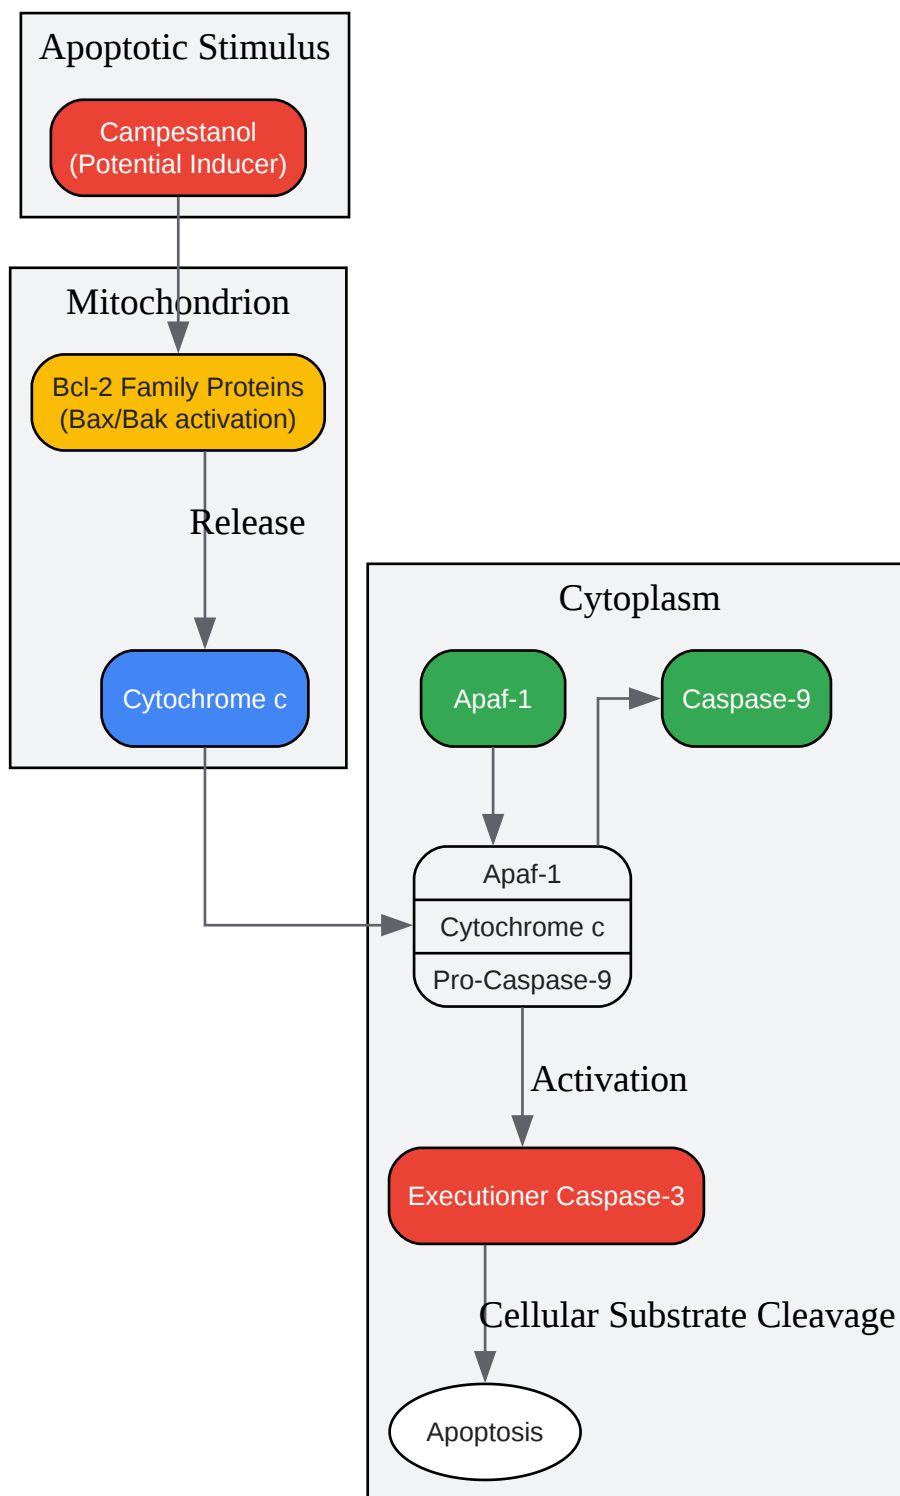 Apoptotic Stimulus
Campestanol
(Potential Inducer)
Mitochondrion
Bcl-2 Family Proteins
(Bax/Bak activation)
Release
Cytochrome c
Cytoplasm
Apaf-1
Caspase-9
Apaf-1
Cytochrome c
Pro-Caspase-9
Activation
Executioner Caspase-3
Cellular Substrate Cleavage
Apoptosis